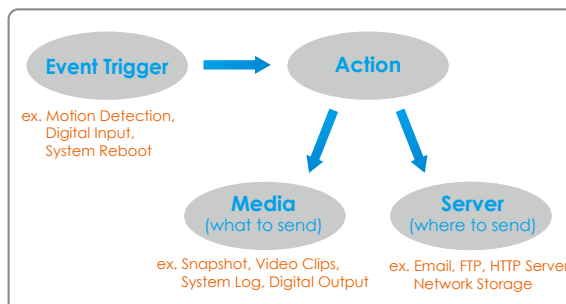 Event Trigger
Action
ex. Motion Detection,
Digital Input,
System Reboot
Media
(what to send)
Server
(where to send)
ex. Snapshot, Video Clips,
System Log, Digital Output
ex. Email, FTP, HTTP Server
Network Storage